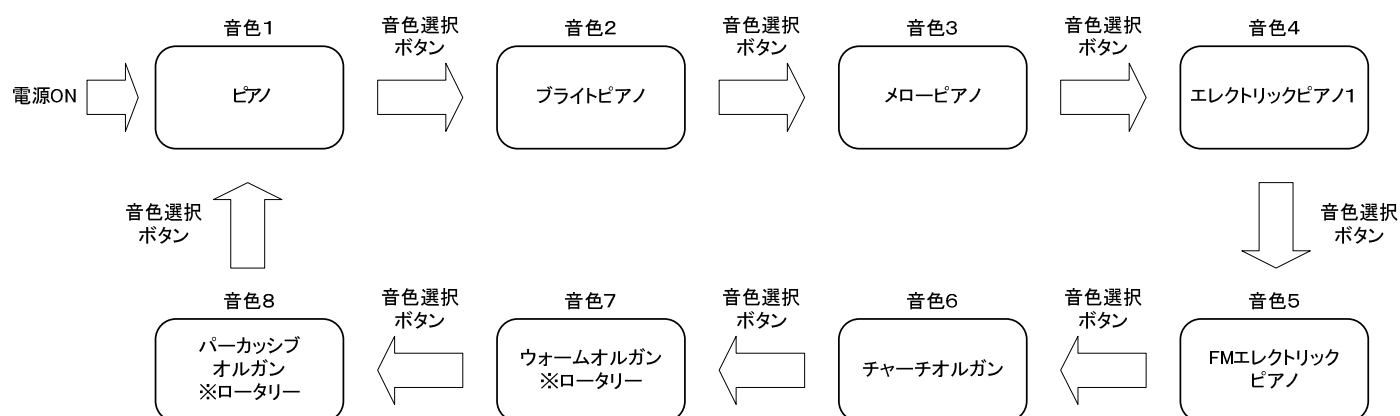 音色1
音色選択
ボタン
音色2
音色選択
ボタン
音色3
音色選択
ボタン
音色4
電源ON
ピアノ
ブライトピアノ
メローピアノ
エレクトリックピアノ1
音色選択
ボタン
音色選択
ボタン
音色8
音色選択
ボタン
音色7
音色選択
ボタン
音色6
音色選択
ボタン
音色5
パーカッシブ
オルガン
※ロータリー
ウォームオルガン
※ロータリー
チャーチオルガン
FMエレクトリック
ピアノ